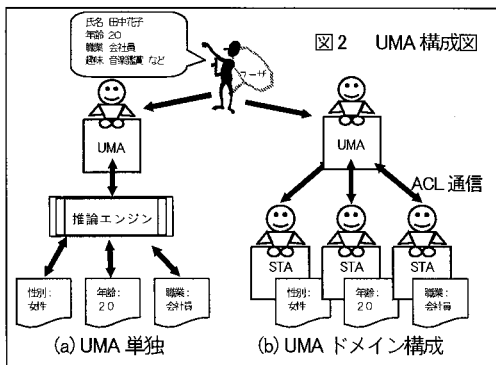 氏名 田中花子
年齢 20
職業 会社員
趣味 音楽鑑賞 など
ユーザ
図2 UMA 構成図
UMA
UMA
ACL 通信
推論エンジン
STA
STA
STA
性別：
女性
年齢：
20
職業：
会社員
性別：
女性
年齢：
20
職業：
会社員
(a) UMA 単独
(b) UMA ドメイン構成